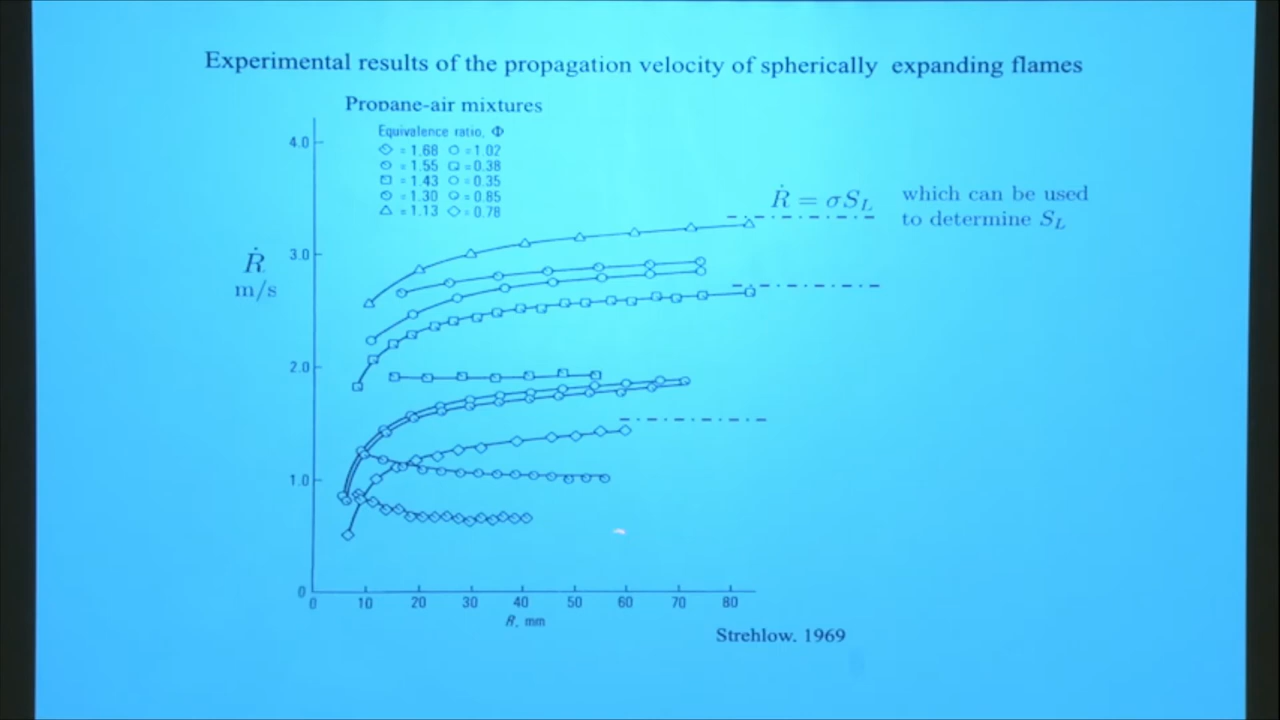 Experimental results of the propagation velocity of spherically expanding flames
Propane-air mixtures
Equivalence ratio, Φ
◇ = 1.68 ○ = 1.02
○ = 1.55 □ = 0.38
□ = 1.43 ○ = 0.35
○ = 1.30 ○ = 0.85
△ = 1.13 ◇ = 0.78
4.0
3.0
2.0
1.0
0
Ṙ
m/s
Ṙ = σS_L
which can be used
to determine S_L
0 10 20 30 40 50 60 70 80
R, mm
Strehlow. 1969